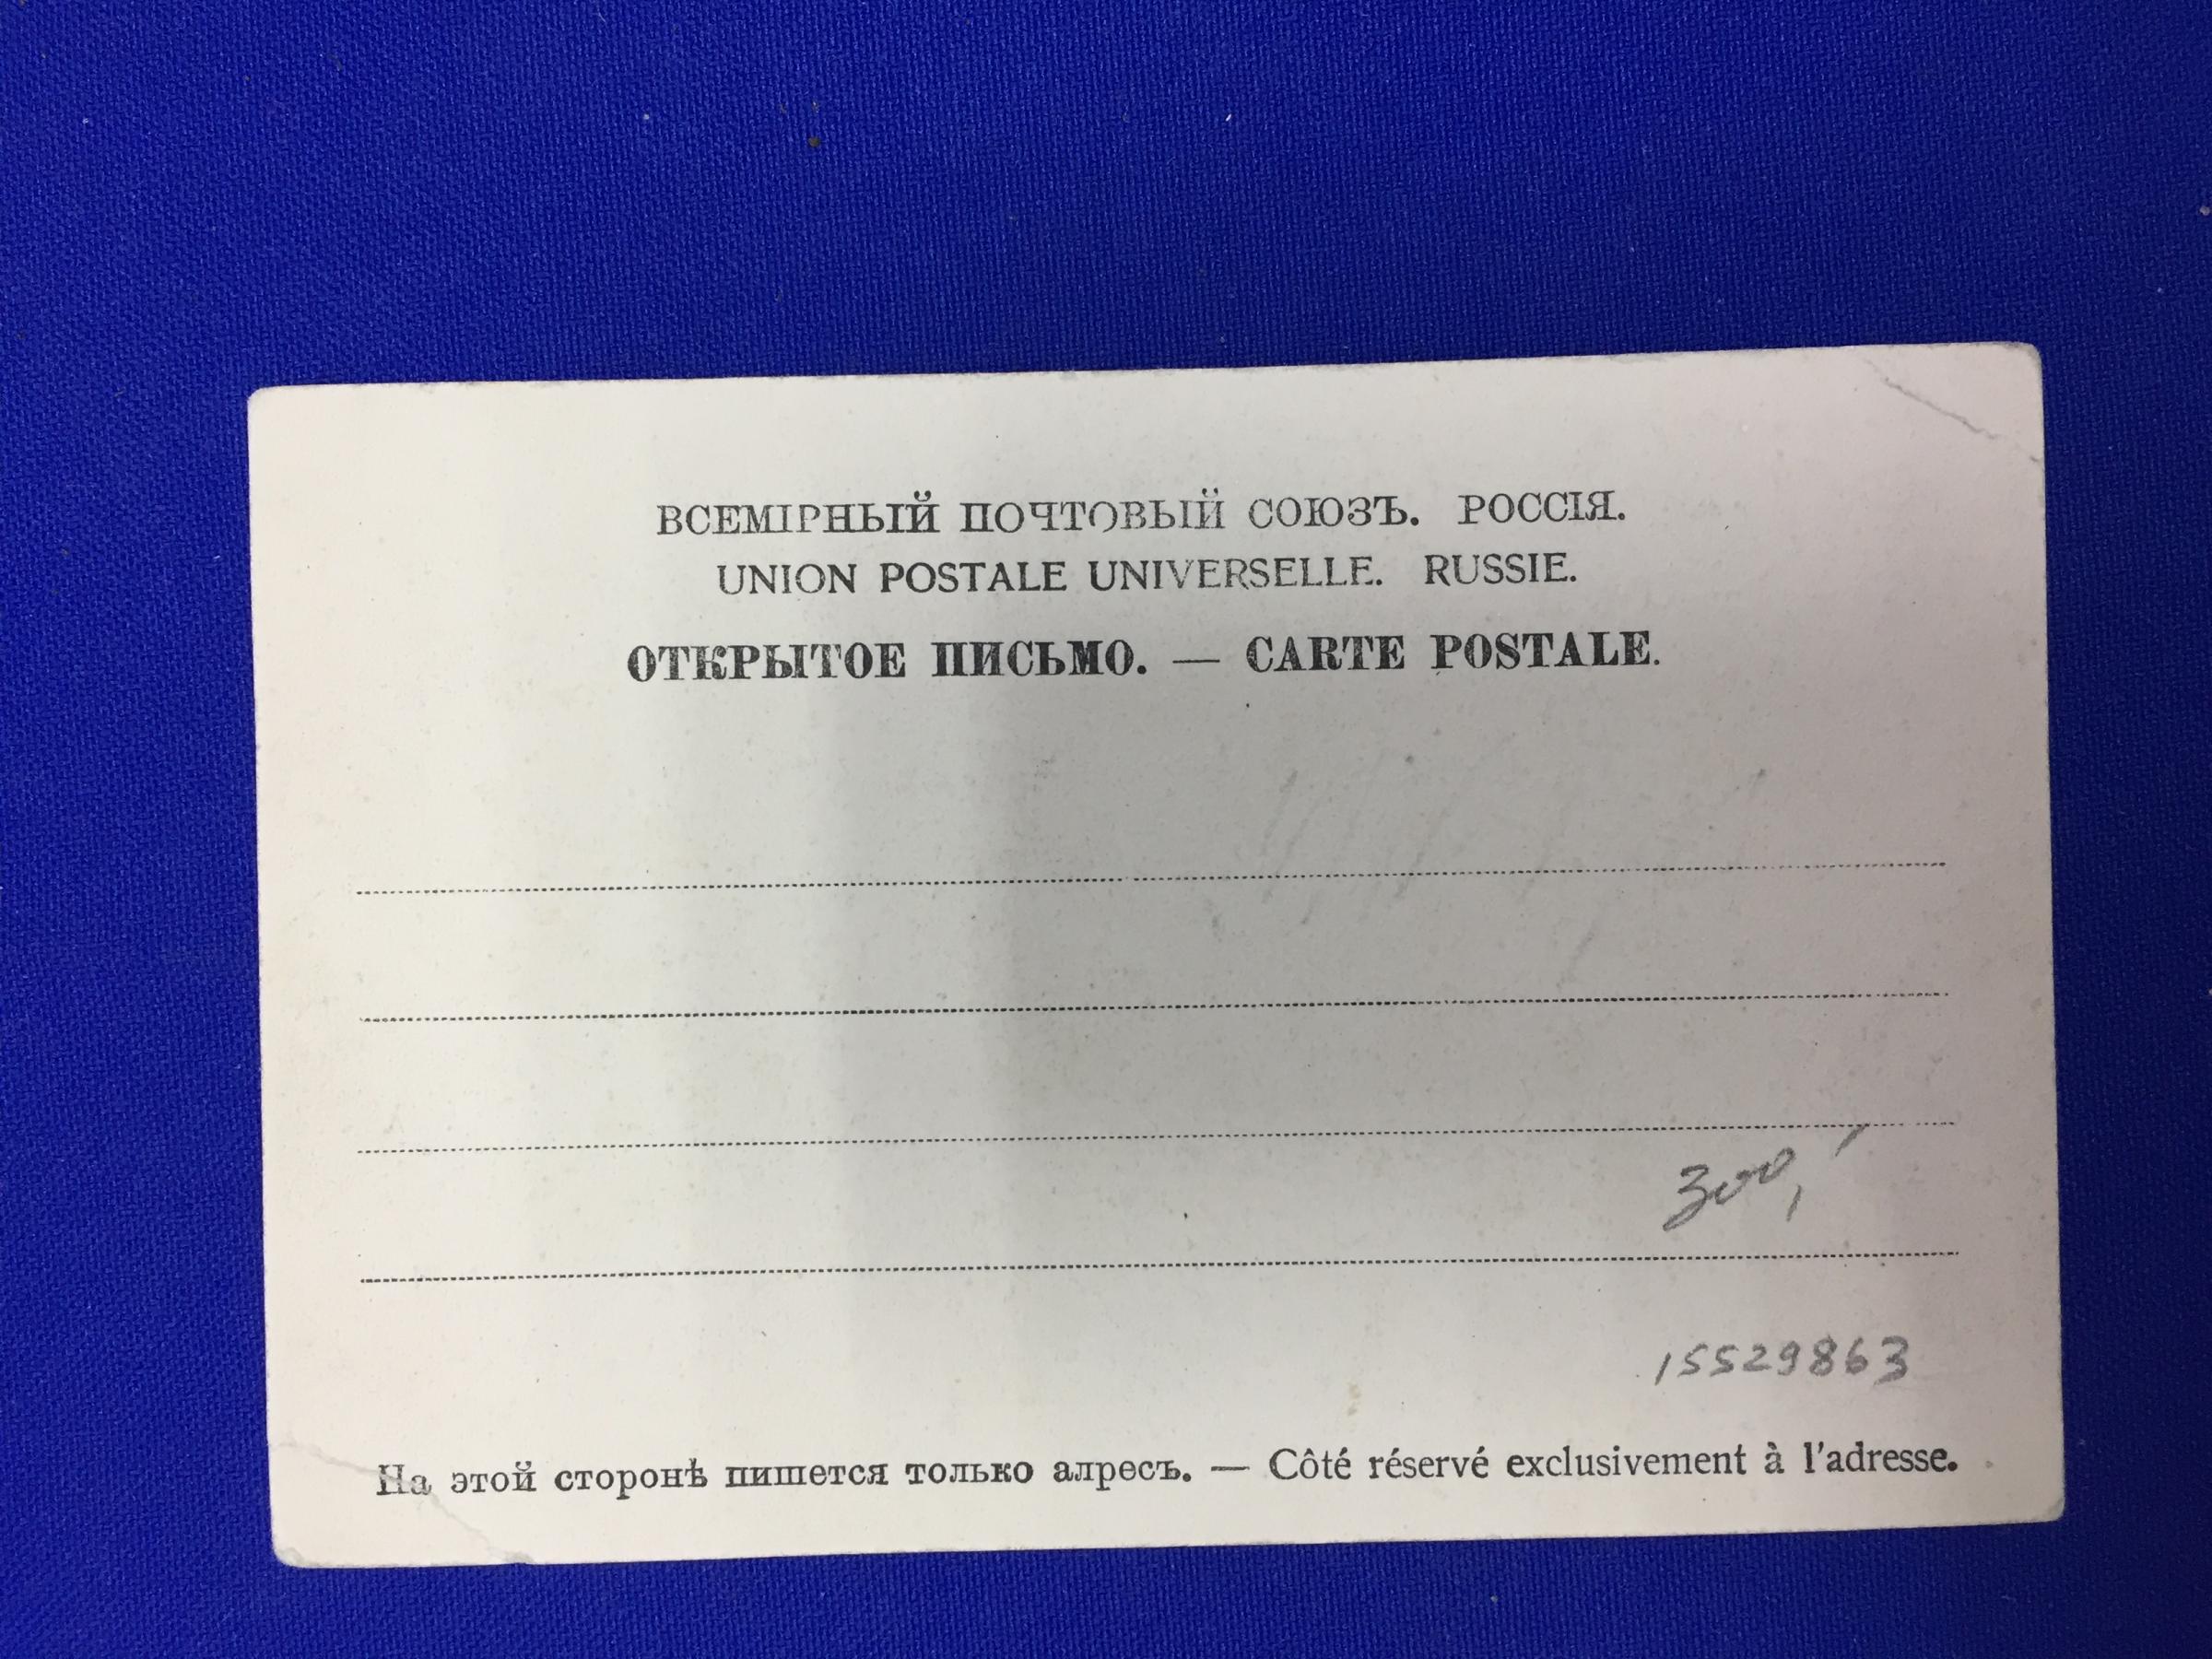 ВСЕМІРНЫЙ ПОЧТОВЫЙ СОЮЗЪ. РОССІЯ.
UNION POSTALE UNIVERSELLE. RUSSIE.
ОТКРЫТОЕ ПИСЬМО. — CARTE POSTALE.
300,
15529863
На этой сторонѣ пишется только адресъ. — Côté réservé exclusivement à l'adresse.